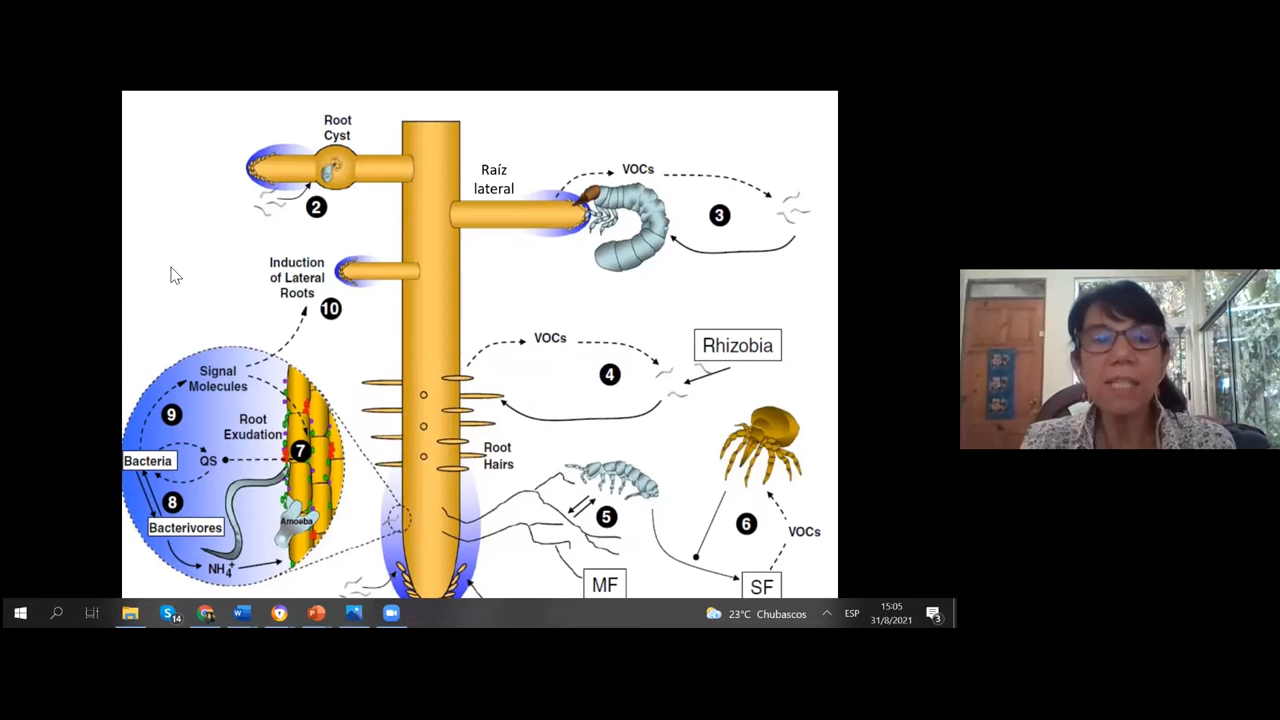 Root
Cyst
2
Raíz
lateral
VOCs
3
Induction
of Lateral
Roots
10
VOCs
4
Rhizobia
Signal
Molecules
9
Root
Exudation
7
Bacteria
QS
8
Bacterivores
Amoeba
NH4+
Root
Hairs
5
6
VOCs
MF
SF
14
23°C Chubascos
ESP
15:05
31/8/2021
3